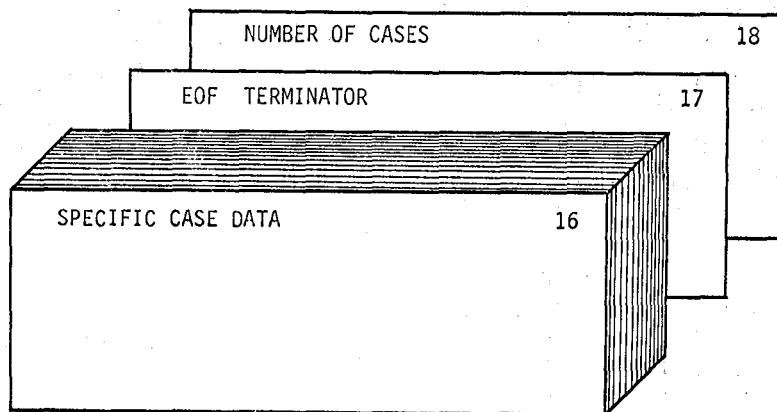 NUMBER OF CASES 18
EOF TERMINATOR 17
SPECIFIC CASE DATA 16